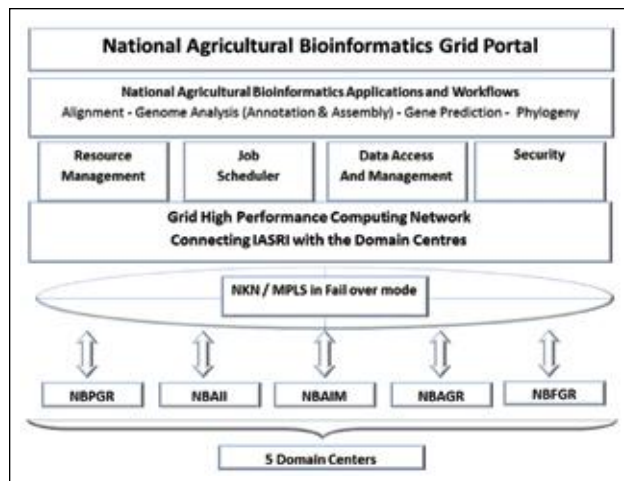 National Agricultural Bioinformatics Grid Portal
National Agricultural Bioinformatics Applications and Workflows
Alignment - Genome Analysis (Annotation & Assembly) - Gene Prediction - Phylogeny
Resource
Management
Job
Scheduler
Data Access
And Management
Security
Grid High Performance Computing Network
Connecting IASRI with the Domain Centres
NKN / MPLS in Fail over mode
NBPGR
NBAII
NBAIM
NBAGR
NBFGR
5 Domain Centers